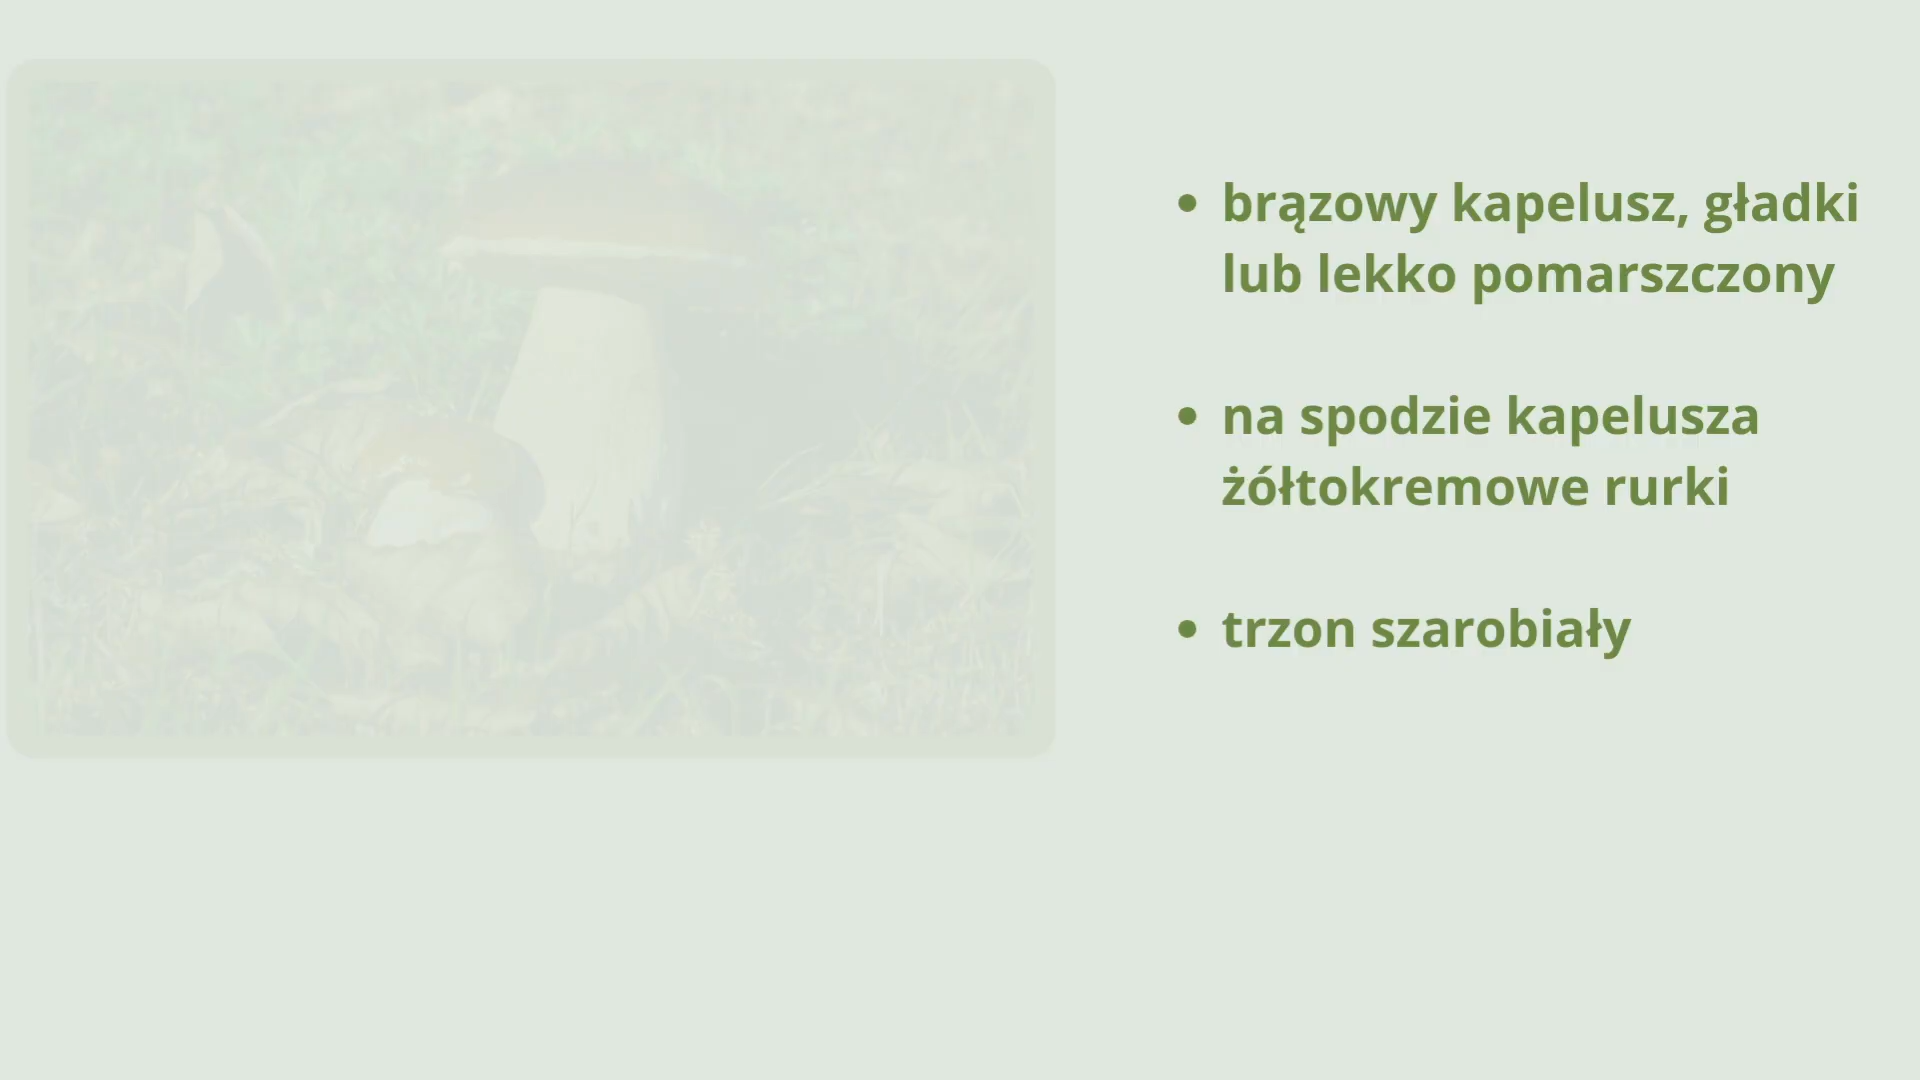 • brązowy kapelusz, gładki
lub lekko pomarszczony
• na spodzie kapelusza
żółtokremowe rurki
• trzon szarobiały